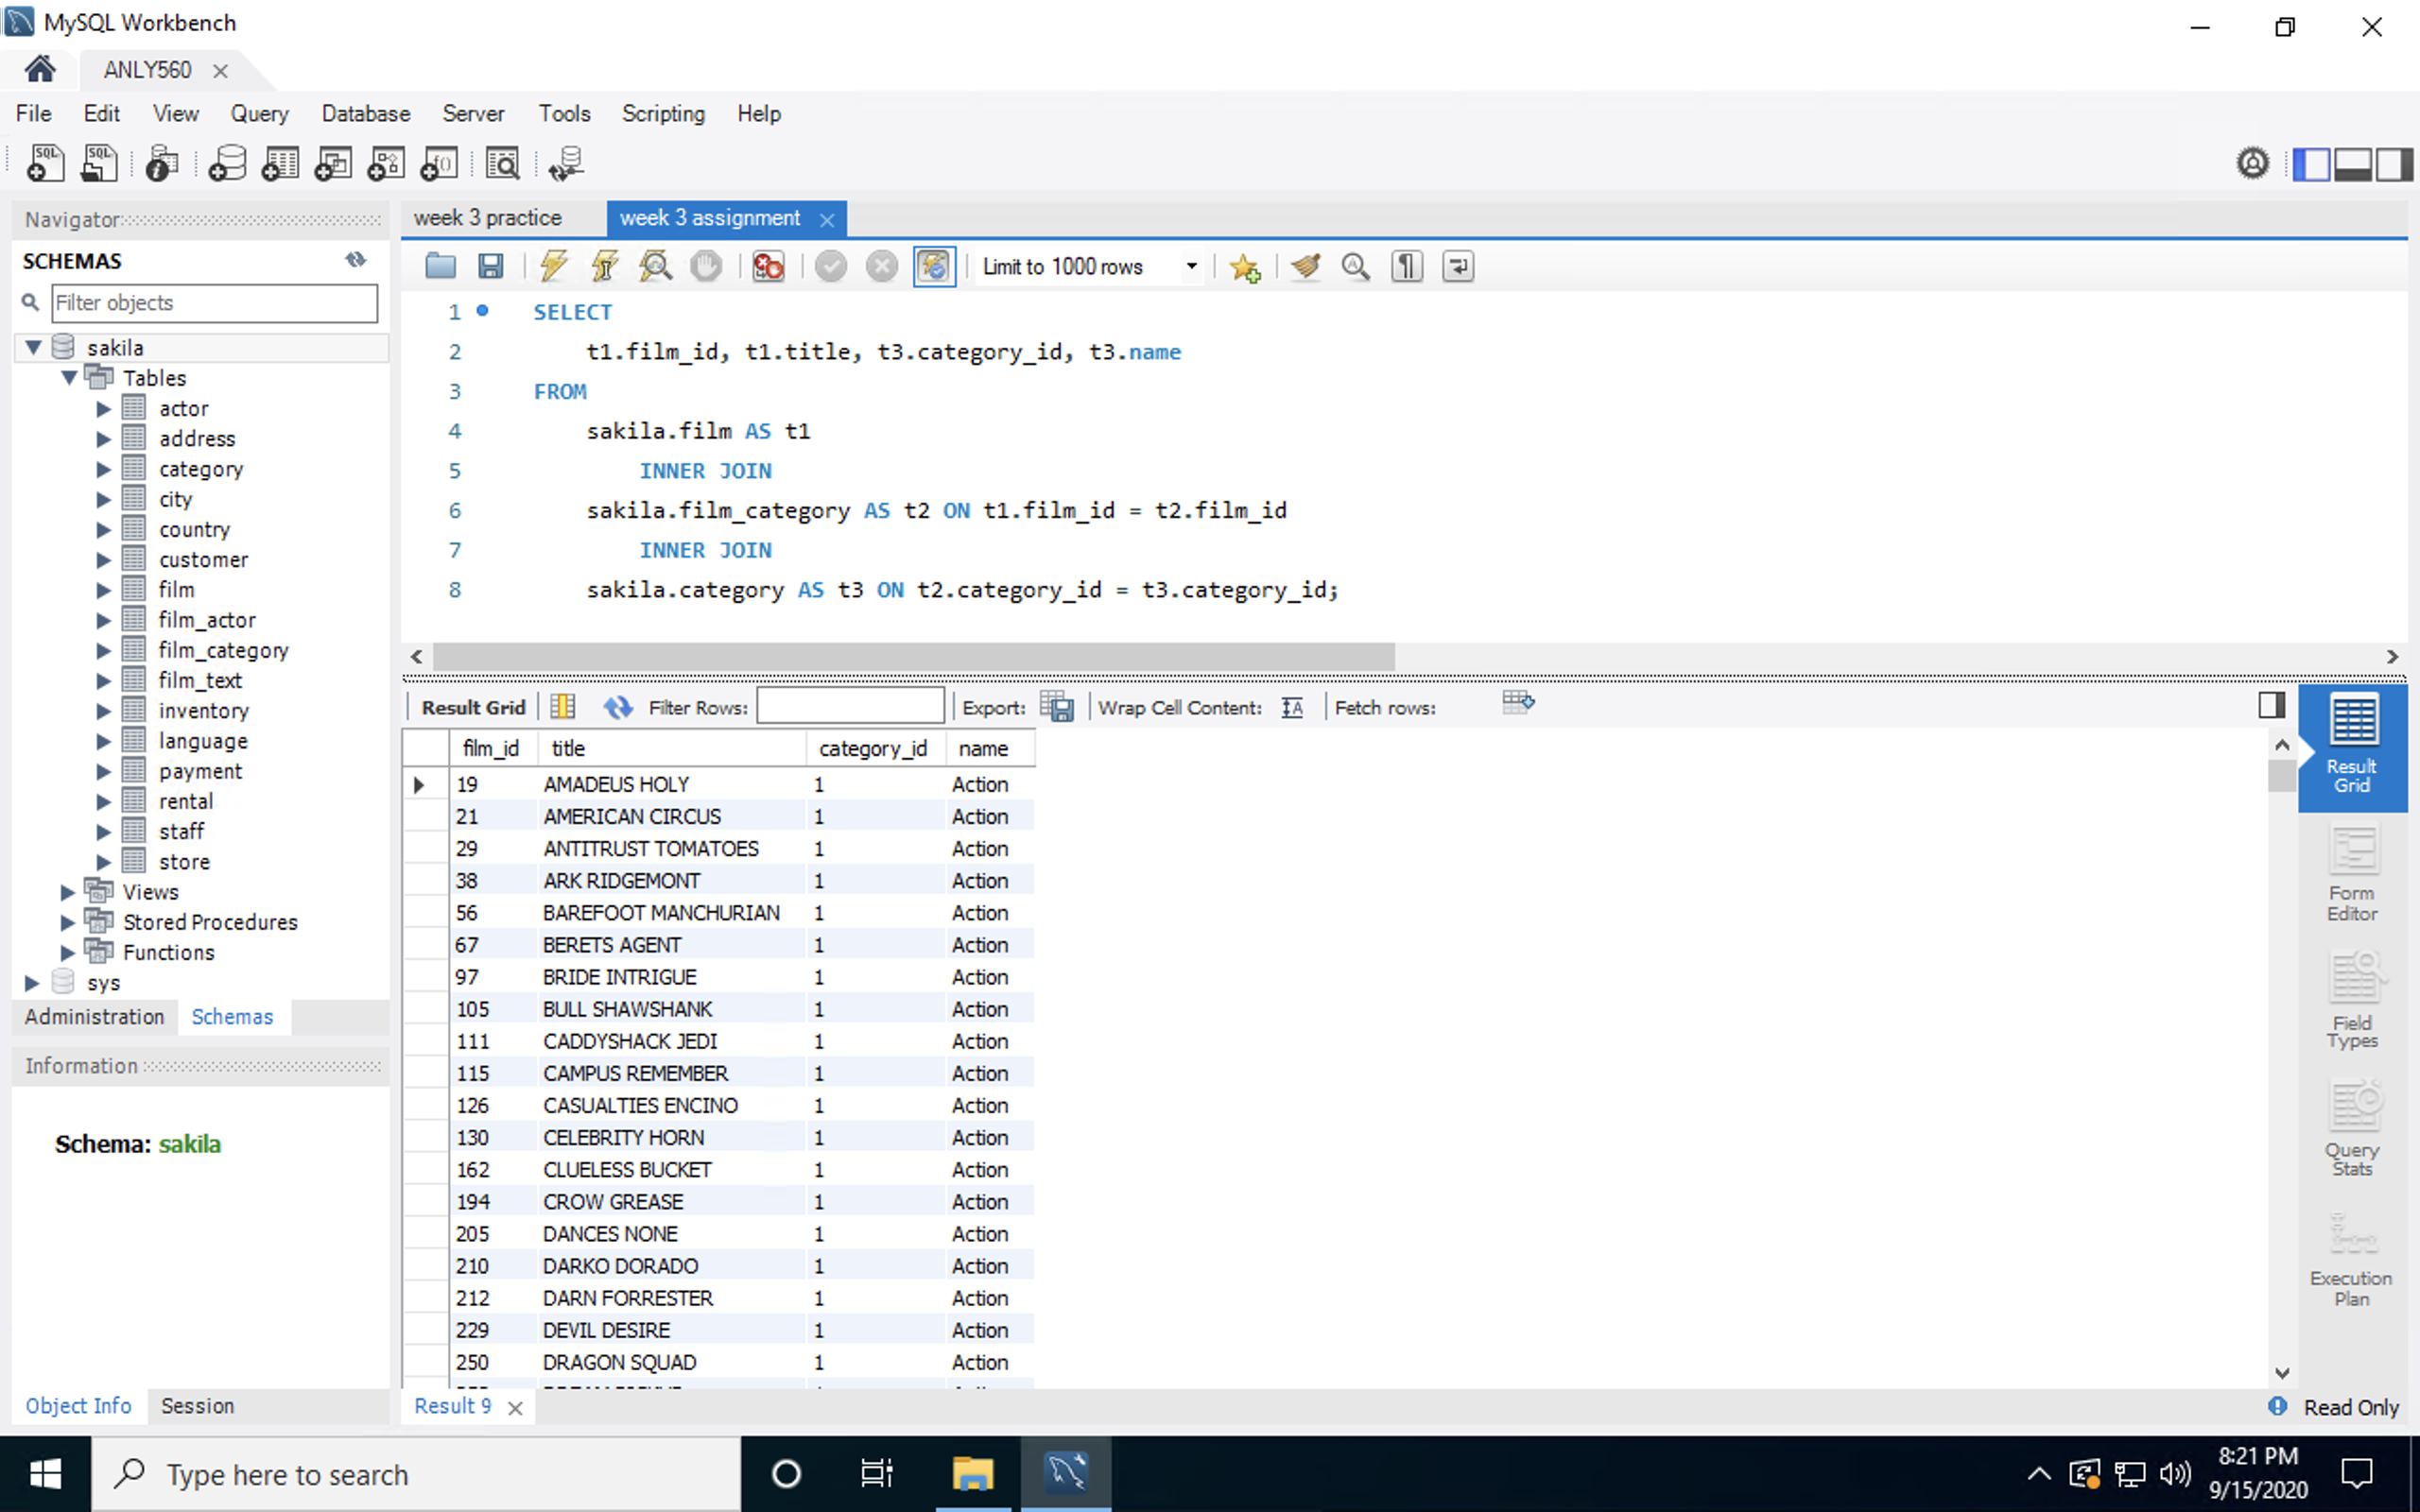 MySQL Workbench
ANLY560
File Edit View Query Database Server Tools Scripting Help
Navigator
SCHEMAS
Filter objects
sakila
Tables
actor
address
category
city
country
customer
film
film_actor
film_category
film_text
inventory
language
payment
rental
staff
store
Views
Stored Procedures
Functions
sys
Administration Schemas
Information
Schema: sakila
Object Info Session
week 3 practice week 3 assignment
Limit to 1000 rows
1 SELECT
2 t1.film_id, t1.title, t3.category_id, t3.name
3 FROM
4 sakila.film AS t1
5 INNER JOIN
6 sakila.film_category AS t2 ON t1.film_id = t2.film_id
7 INNER JOIN
8 sakila.category AS t3 ON t2.category_id = t3.category_id;
Result Grid Filter Rows: Export: Wrap Cell Content: Fetch rows:
film_id title category_id name
19 AMADEUS HOLY 1 Action
21 AMERICAN CIRCUS 1 Action
29 ANTITRUST TOMATOES 1 Action
38 ARK RIDGEMONT 1 Action
56 BAREFOOT MANCHURIAN 1 Action
67 BERETS AGENT 1 Action
97 BRIDE INTRIGUE 1 Action
105 BULL SHAWSHANK 1 Action
111 CADDYSHACK JEDI 1 Action
115 CAMPUS REMEMBER 1 Action
126 CASUALTIES ENCINO 1 Action
130 CELEBRITY HORN 1 Action
162 CLUELESS BUCKET 1 Action
194 CROW GREASE 1 Action
205 DANCES NONE 1 Action
210 DARKO DORADO 1 Action
212 DARN FORRESTER 1 Action
229 DEVIL DESIRE 1 Action
250 DRAGON SQUAD 1 Action
Result Grid
Form Editor
Field Types
Query Stats
Execution Plan
Result 9
Read Only
Type here to search
8:21 PM
9/15/2020